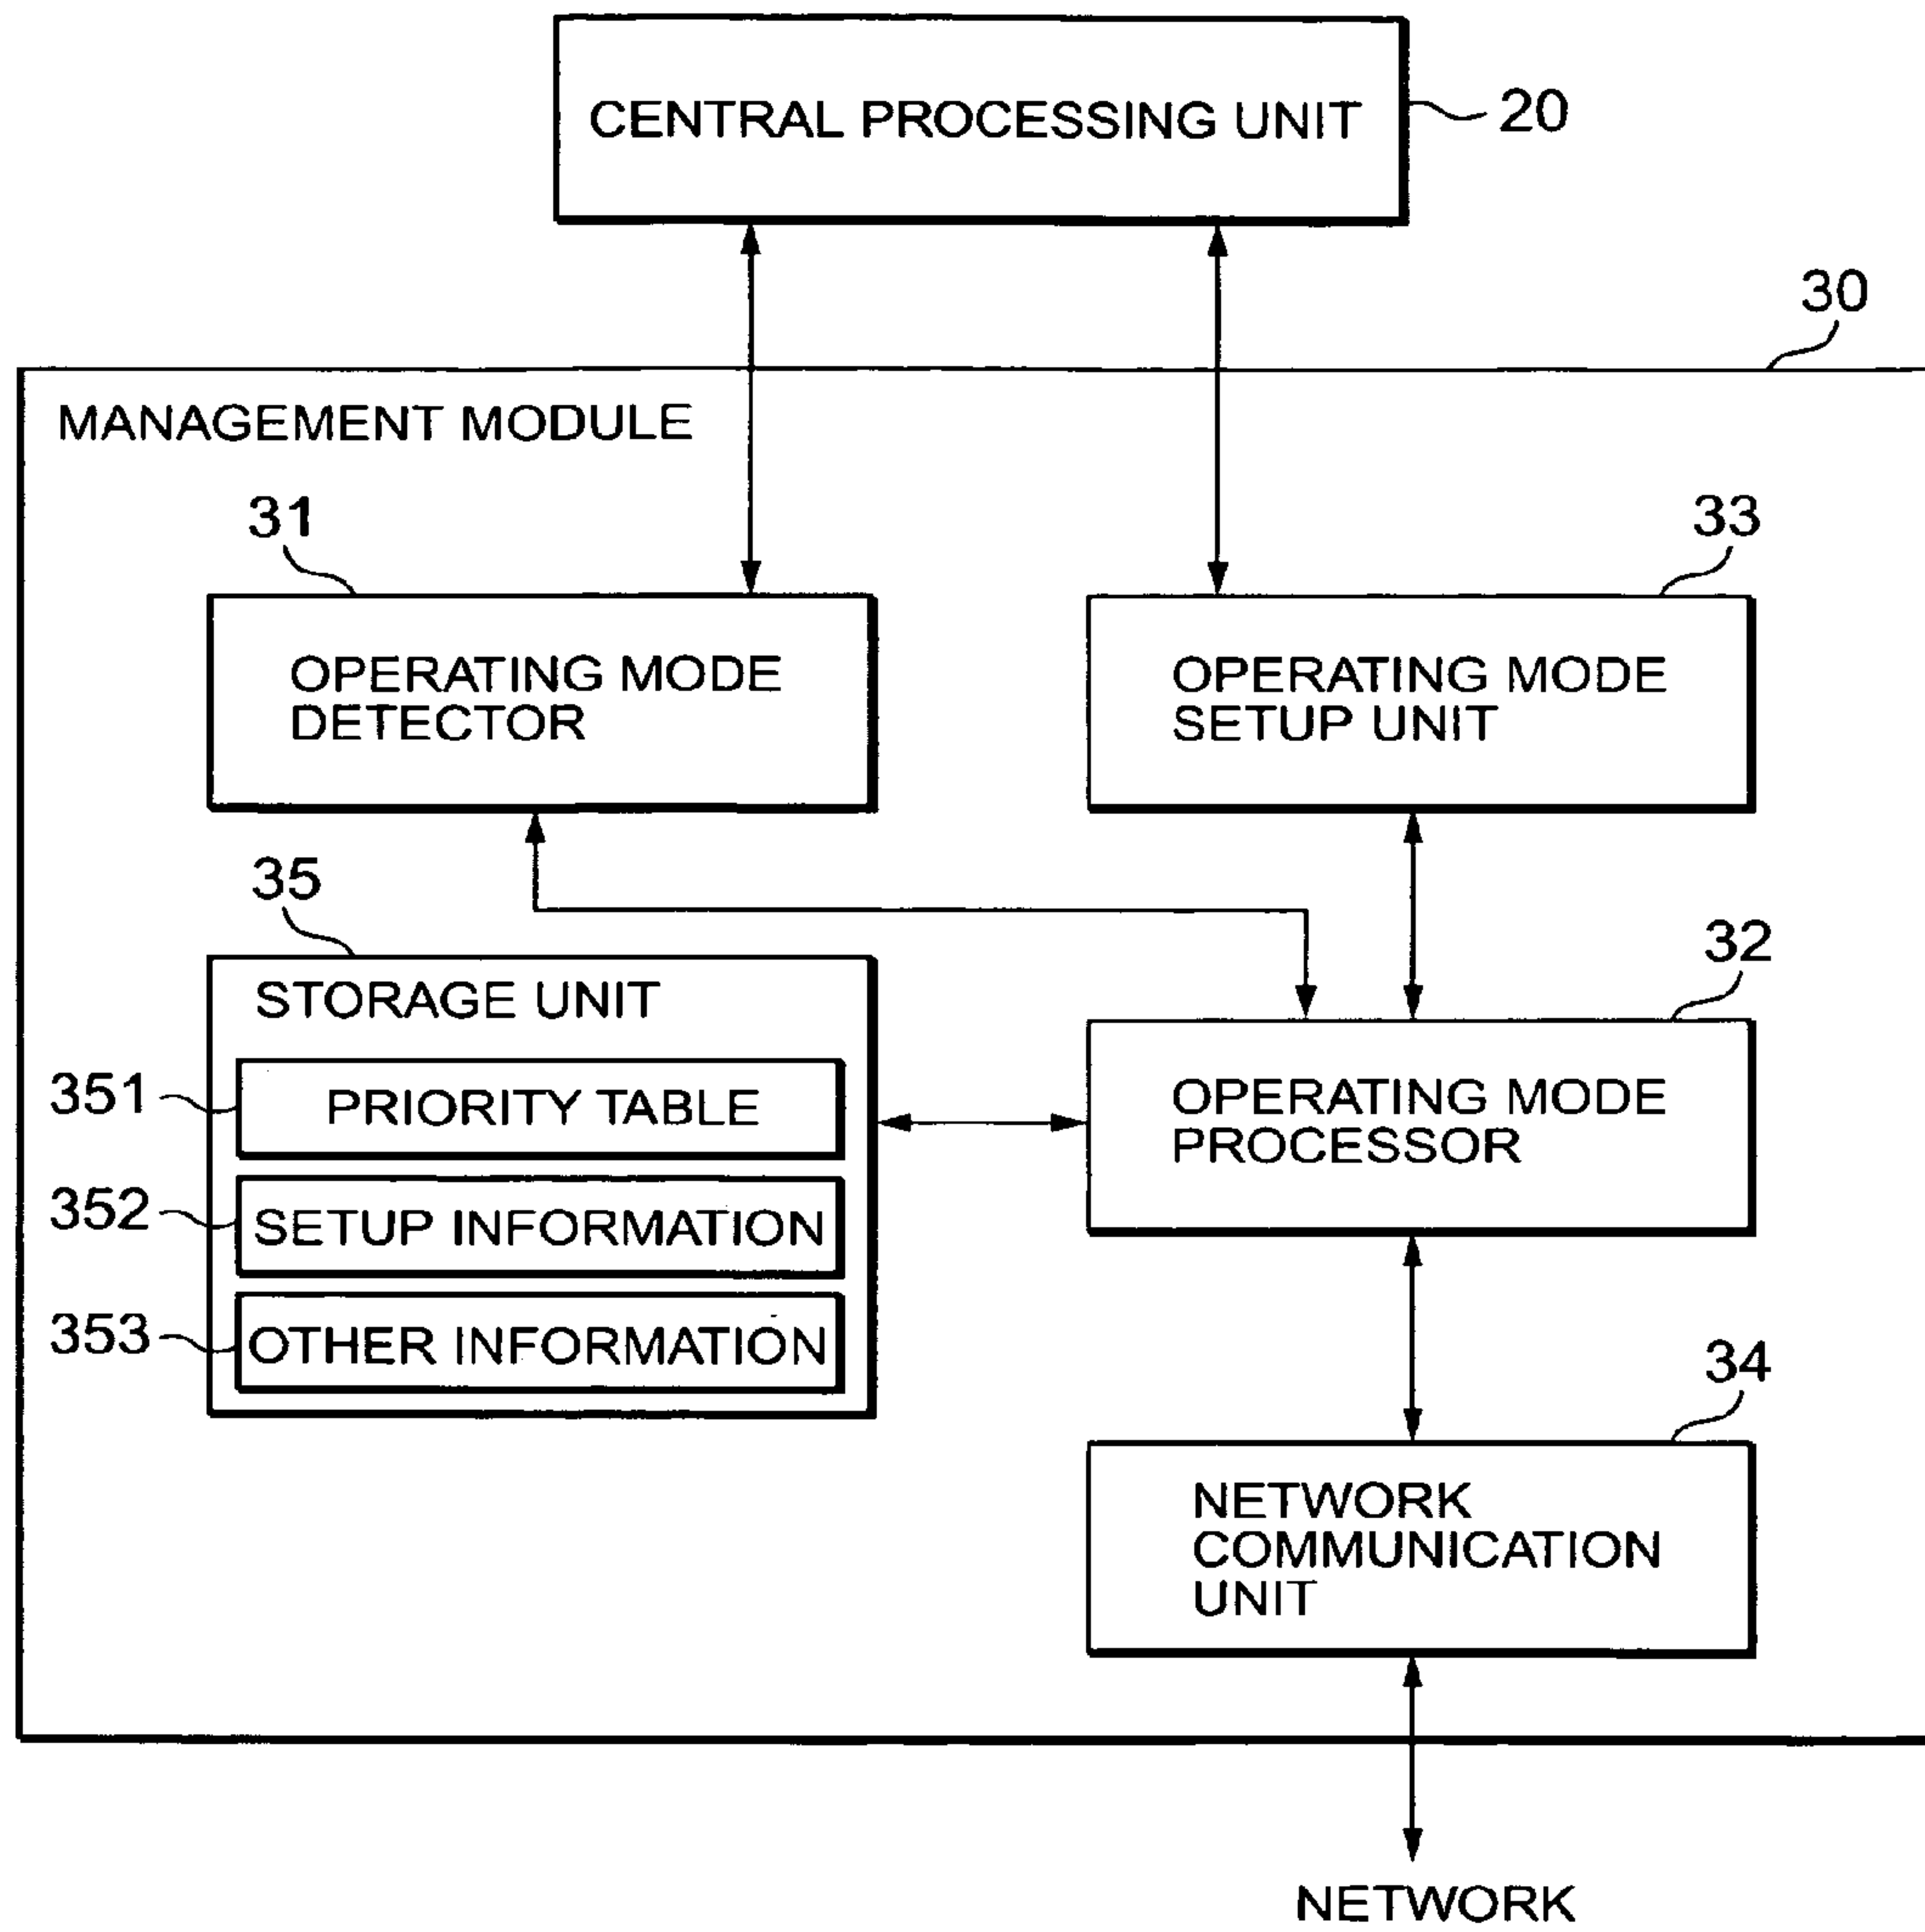 CENTRAL PROCESSING UNIT
20
30
MANAGEMENT MODULE
31
33
OPERATING MODE
DETECTOR
OPERATING MODE
SETUP UNIT
35
32
STORAGE UNIT
351
PRIORITY TABLE
OPERATING MODE
PROCESSOR
352
SETUP INFORMATION
353
OTHER INFORMATION
34
NETWORK
COMMUNICATION
UNIT
NETWORK